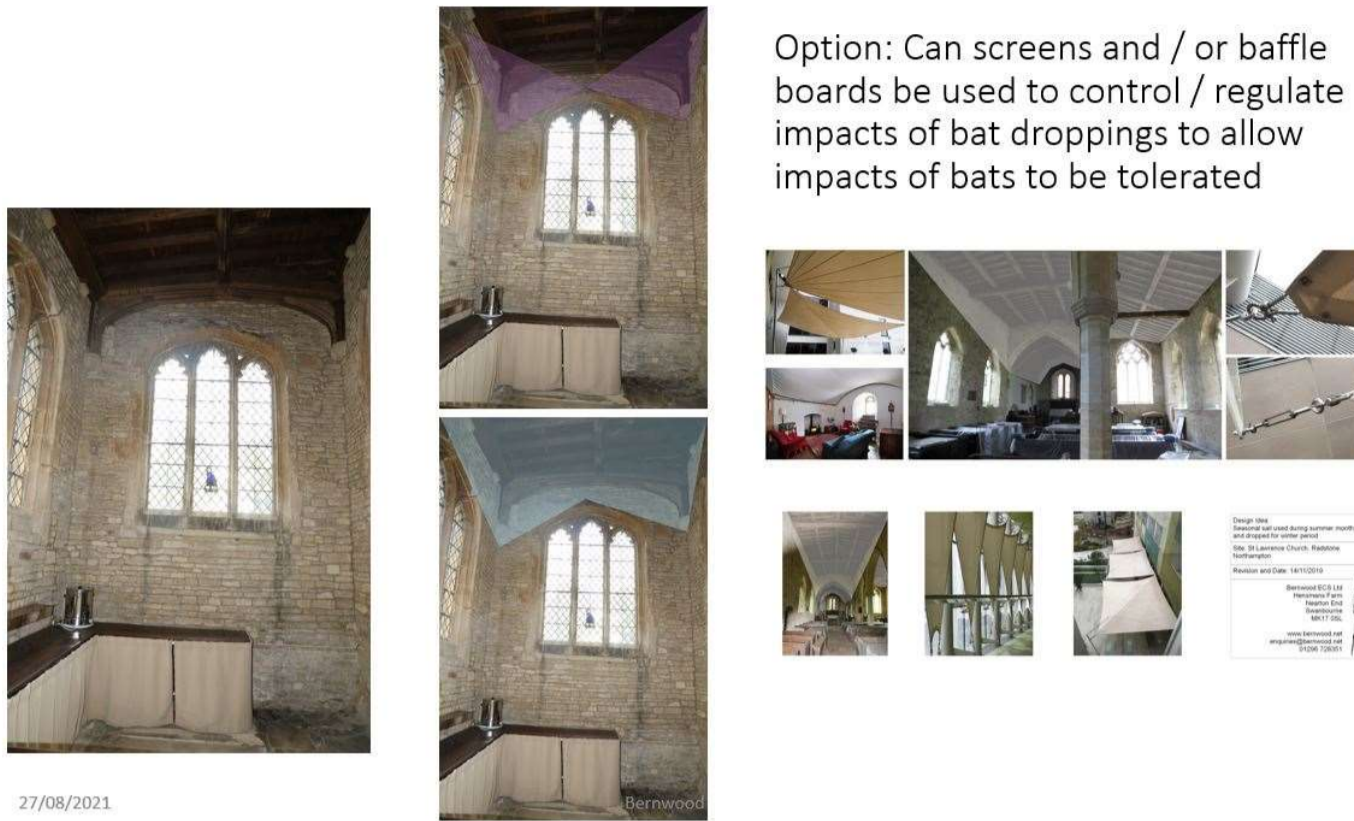 Option: Can screens and / or baffle
boards be used to control / regulate
impacts of bat droppings to allow
impacts of bats to be tolerated
Design Idea
Seasonal sail used during summer month
and dropped for winter period
Site: St Lawrence Church, Radstone,
Northampton
Revision and Date: 14/11/2019
Bernwood ECS Ltd
Hensmans Farm
Nearton End
Swanbourne
MK17 0SL
www.bernwood.net
enquiries@bernwood.net
01296 728351
27/08/2021
Bernwood